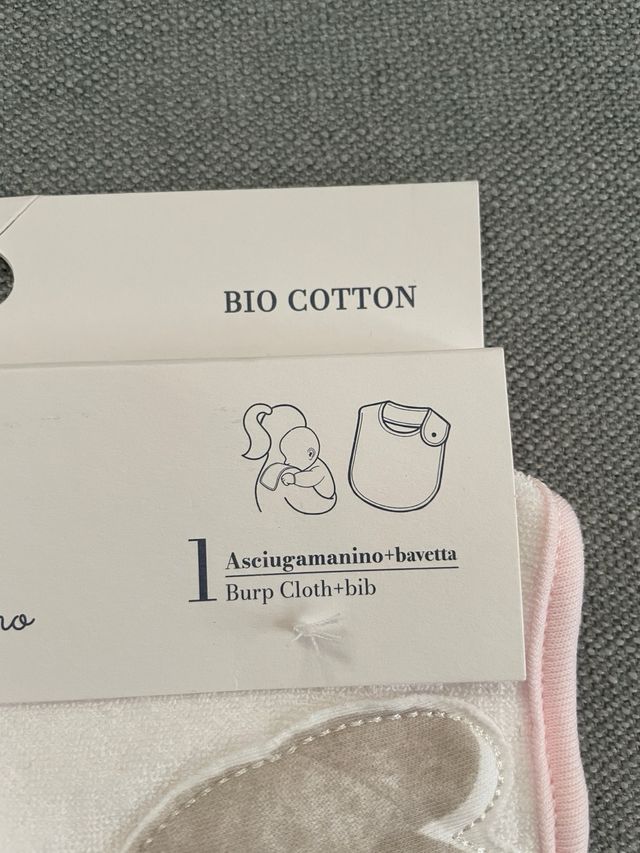 BIO COTTON
1 Asciugamanino+bavetta
Burp Cloth+bib